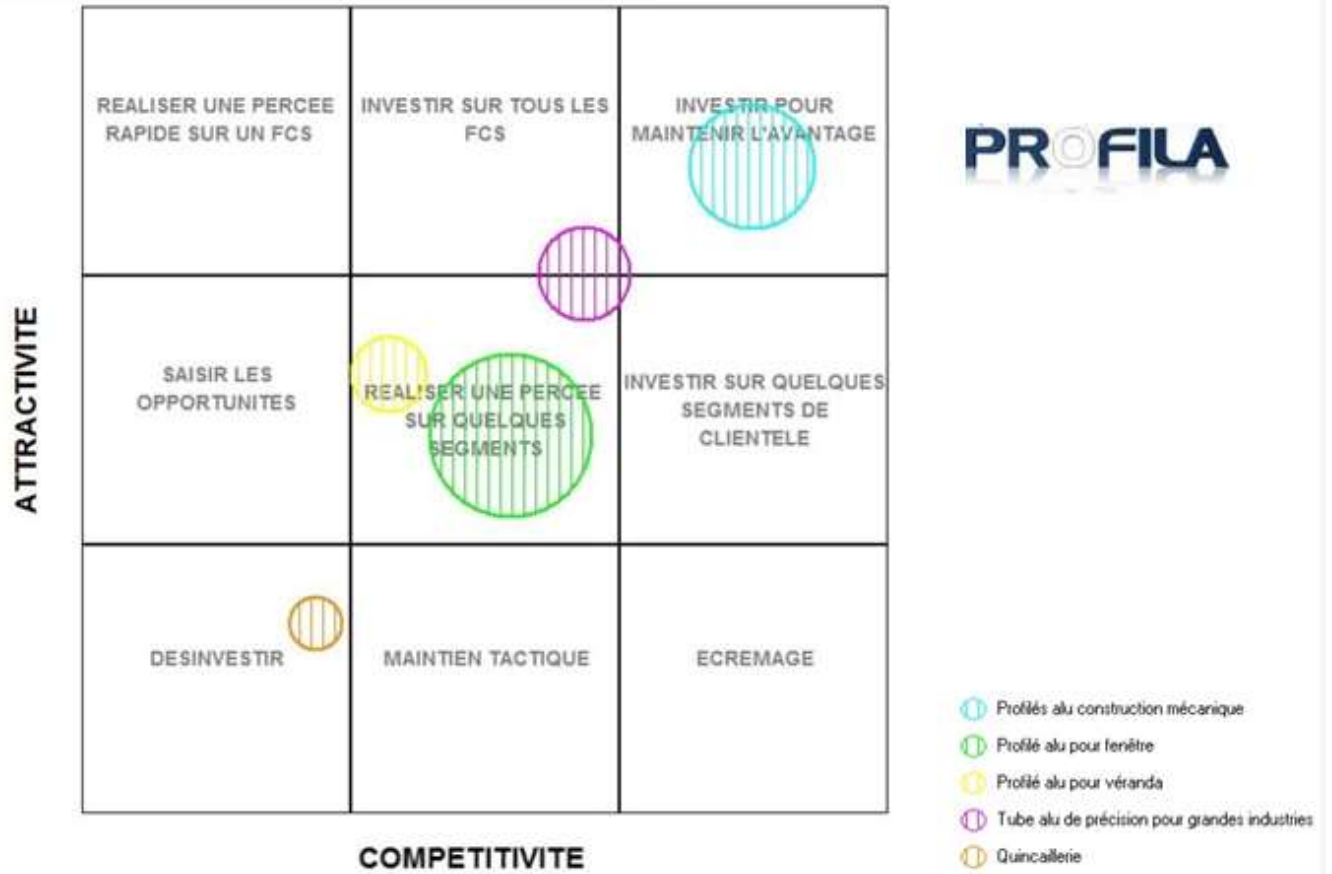 REALISER UNE PERCEE
RAPIDE SUR UN FCS
INVESTIR SUR TOUS LES
FCS
INVESTIR POUR
MAINTENIR L'AVANTAGE
PROFILA
ATTRACTIVITE
SAISIR LES
OPPORTUNITES
REALISER UNE PERCEE
SUR QUELQUES
SEGMENTS
INVESTIR SUR QUELQUES
SEGMENTS DE
CLIENTELE
DESINVESTIR
MAINTIEN TACTIQUE
ECREMAGE
COMPETITIVITE
Profilés alu construction mécanique
Profilé alu pour fenêtre
Profilé alu pour véranda
Tube alu de précision pour grandes industries
Quincaillerie